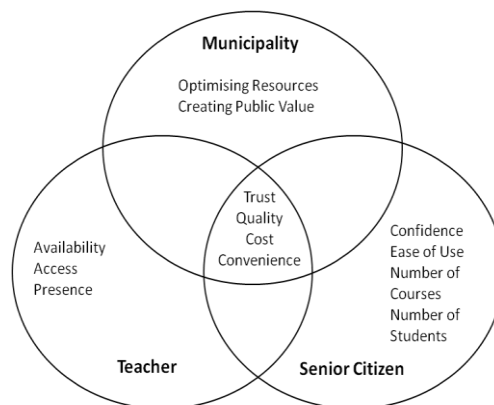 Municipality
Optimising Resources
Creating Public Value
Trust
Quality
Cost
Convenience
Availability
Access
Presence
Confidence
Ease of Use
Number of
Courses
Number of
Students
Teacher
Senior Citizen